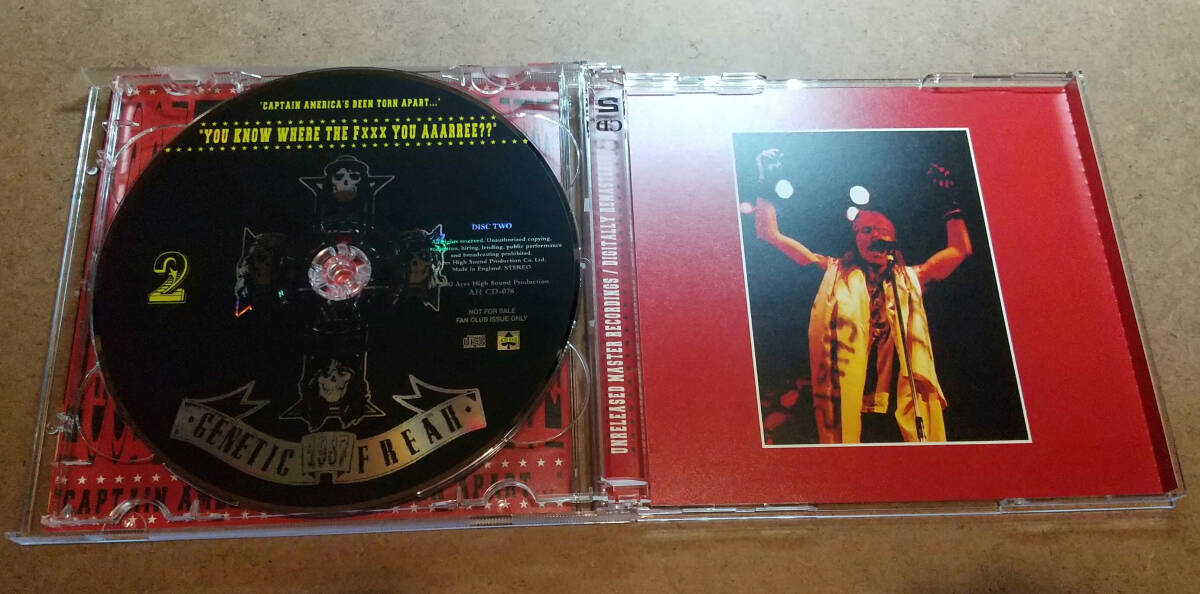 'CAPTAIN AMERICA'S BEEN TORN APART...'
"YOU KNOW WHERE THE FXXX YOU AAARREE??"
2
DISC TWO
All rights reserved. Unauthorized copying,
hiring, lending, public performance
and broadcasting prohibited.
Aces High Sound Production Co. Ltd.
Made in England. STEREO.
Aces High Sound Production.
AH CD-076
NOT FOR SALE
FAN CLUB ISSUE ONLY
GENETIC 1987 FREAK
"CAPTAIN AME APART
UNRELEASED MASTER RECORDINGS / DIGITALLY REMASTERED